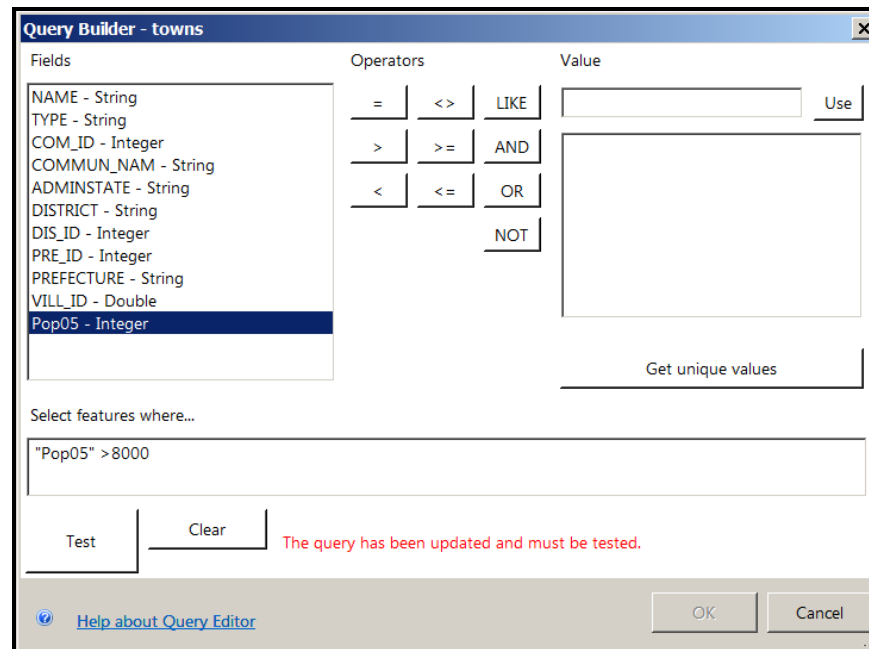 Query Builder - towns
Fields
Operators
Value
NAME - String
TYPE - String
COM_ID - Integer
COMMUN_NAM - String
ADMINSTATE - String
DISTRICT - String
DIS_ID - Integer
PRE_ID - Integer
PREFECTURE - String
VILL_ID - Double
Pop05 - Integer
= <> LIKE
> >= AND
< <= OR
NOT
Use
Get unique values
Select features where...
"Pop05" >8000
Test
Clear
The query has been updated and must be tested.
Help about Query Editor
OK
Cancel